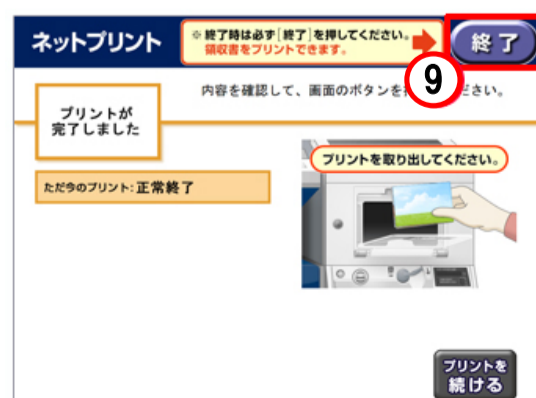 ネットプリント
※終了時は必ず[終了]を押してください。
領収書をプリントできます。
終了
9
内容を確認して、画面のボタンを
ださい。
プリントが
完了しました
ただ今のプリント:正常終了
プリントを取り出してください。
プリントを
続ける